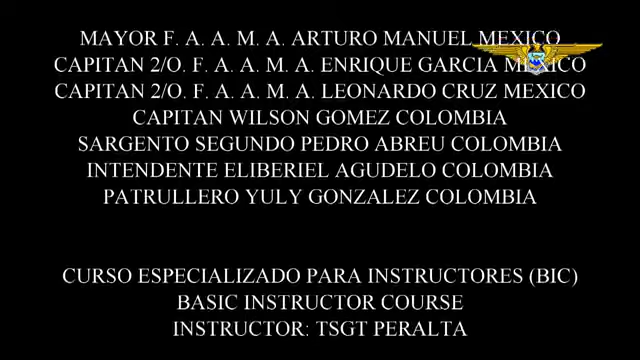 MAYOR F. A. A. M. A. ARTURO MANUEL MEXICO
CAPITAN 2/O. F. A. A. M. A. ENRIQUE GARCIA MEXICO
CAPITAN 2/O. F. A. A. M. A. LEONARDO CRUZ MEXICO
CAPITAN WILSON GOMEZ COLOMBIA
SARGENTO SEGUNDO PEDRO ABREU COLOMBIA
INTENDENTE ELIBERIEL AGUDELO COLOMBIA
PATRULLERO YULY GONZALEZ COLOMBIA
CURSO ESPECIALIZADO PARA INSTRUCTORES (BIC)
BASIC INSTRUCTOR COURSE
INSTRUCTOR: TSGT PERALTA